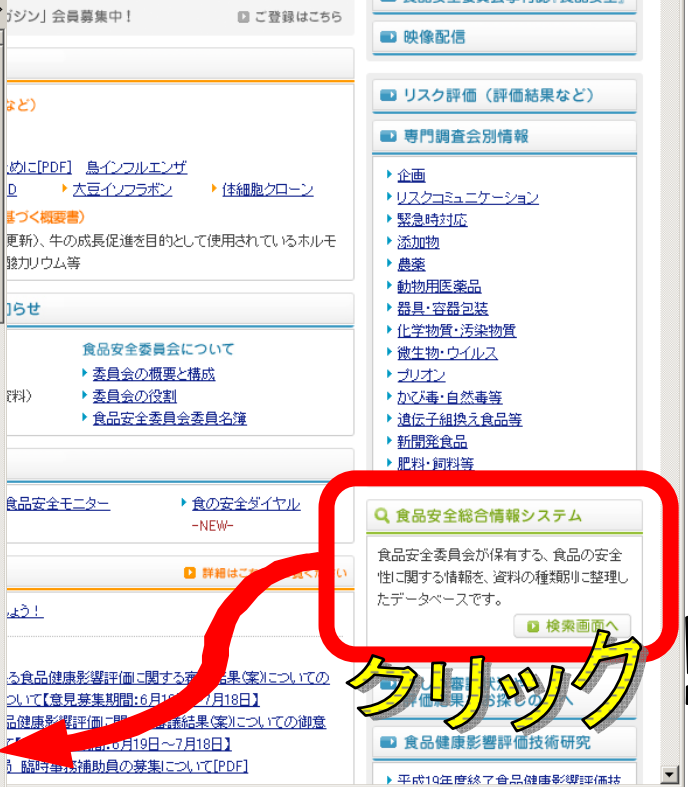 ガジン」会員募集中！
ご登録はこちら
など)
ために[PDF] 鳥インフルエンザ
D 大豆イソフラボン 体細胞クローン
基づく概要書)
更新)、牛の成長促進を目的として使用されているホルモ
酸カリウム等
知らせ
食品安全委員会について
委員会の概要と構成
資料)
委員会の役割
食品安全委員会委員名簿
食品安全モニター
食の安全ダイヤル
-NEW-
詳細はこ
ください
しょう！
る食品健康影響評価に関する審
結果(案)についての
ついて【意見募集期間:6月1
7月18日】
品健康影響評価に関
議結果(案)についての御意
間:6月19日～7月18日】
臨時事務補助員の募集について[PDF]
映像配信
リスク評価（評価結果など）
専門調査会別情報
企画
リスクコミュニケーション
緊急時対応
添加物
農薬
動物用医薬品
器具・容器包装
化学物質・汚染物質
微生物・ウイルス
プリオン
かび毒・自然毒等
遺伝子組換え食品等
新開発食品
肥料・飼料等
食品安全総合情報システム
食品安全委員会が保有する、食品の安全
性に関する情報を、資料の種類別に整理し
たデータベースです。
検索画面へ
クリック！
食品健康影響評価技術研究
平成19年度終了食品健康影響評価技